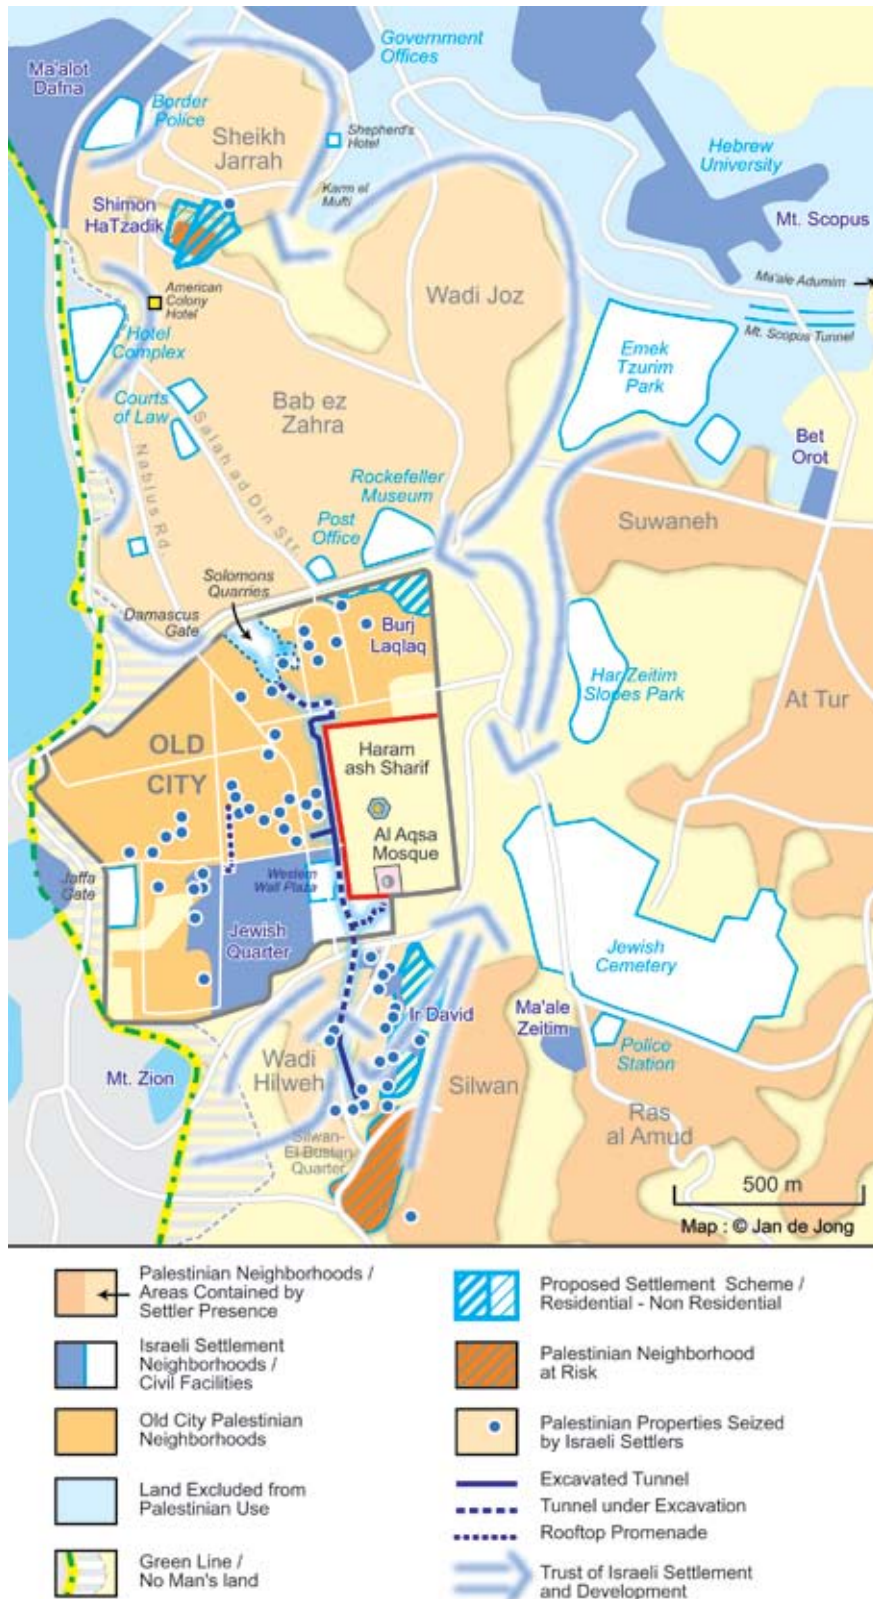 Government
Offices
Ma'alot
Dafna
Border
Police
Sheikh
Jarrah
Shepherd's
Hotel
Hebrew
University
Karm el
Mufti
Shimon
HaTzadik
Mt. Scopus
American
Colony
Hotel
Wadi Joz
Ma'ale Adumim
Mt. Scopus Tunnel
Hotel
Complex
Emek
Tzurim
Park
Courts
of Law
Bab ez
Zahra
Salah ad Din Str.
Nablus Rd.
Bet
Orot
Rockefeller
Museum
Post
Office
Suwaneh
Solomons
Quarries
Damascus
Gate
Burj
Laqlaq
Har Zeitim
Slopes Park
At Tur
OLD
CITY
Haram
ash Sharif
Al Aqsa
Mosque
Jaffa
Gate
Western
Wall Plaza
Jewish
Quarter
Jewish
Cemetery
Ir David
Ma'ale
Zeitim
Police
Station
Mt. Zion
Wadi
Hilweh
Silwan
Ras
al Amud
Silwan-
El Bustan
Quarter
500 m
Map : © Jan de Jong
Palestinian Neighborhoods /
Areas Contained by
Settler Presence
Israeli Settlement
Neighborhoods /
Civil Facilities
Old City Palestinian
Neighborhoods
Land Excluded from
Palestinian Use
Green Line /
No Man's land
Proposed Settlement Scheme /
Residential - Non Residential
Palestinian Neighborhood
at Risk
Palestinian Properties Seized
by Israeli Settlers
Excavated Tunnel
Tunnel under Excavation
Rooftop Promenade
Trust of Israeli Settlement
and Development